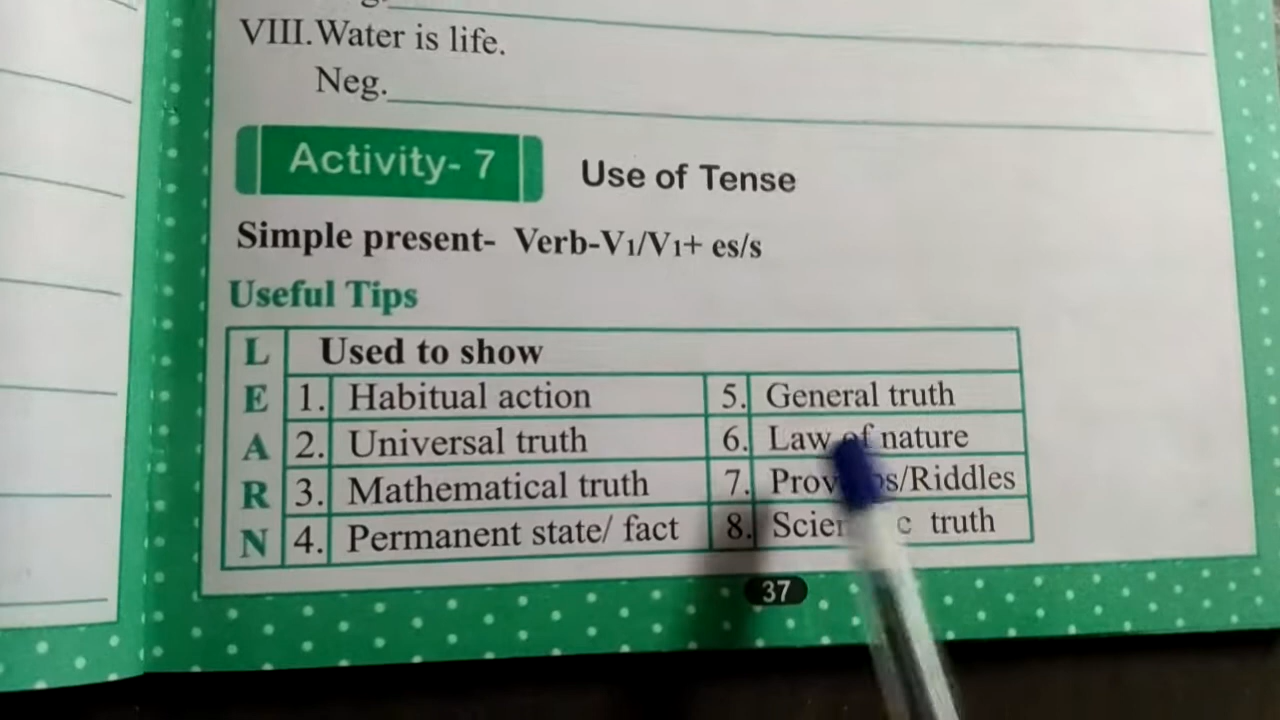 VIII. Water is life.
Neg.
Activity- 7 Use of Tense
Simple present- Verb-V1/V1+ es/s
Useful Tips
L Used to show
E 1. Habitual action 5. General truth
A 2. Universal truth 6. Law of nature
R 3. Mathematical truth 7. /Riddles
N 4. Permanent state/ fact 8. truth
37